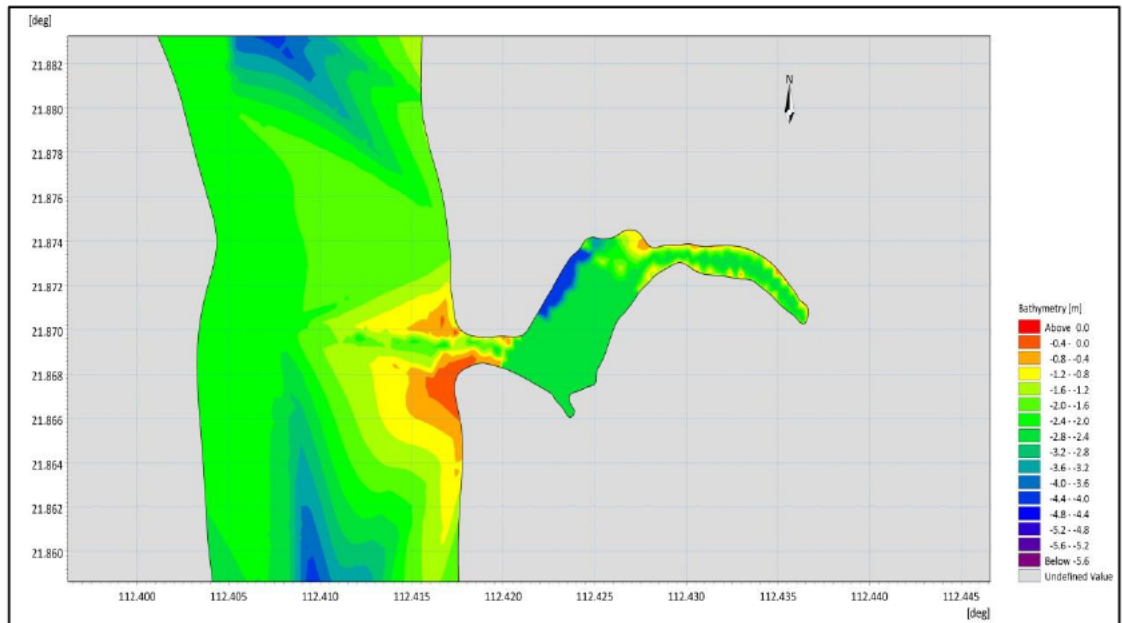 [deg]
21.882
21.880
21.878
21.876
21.874
21.872
21.870
21.868
21.866
21.864
21.862
21.860
N
112.400 112.405 112.410 112.415 112.420 112.425 112.430 112.435 112.440 112.445
[deg]
Bathymetry [m]
Above 0.0
-0.4 - 0.0
-0.8 - -0.4
-1.2 - -0.8
-1.6 - -1.2
-2.0 - -1.6
-2.4 - -2.0
-2.8 - -2.4
-3.2 - -2.8
-3.6 - -3.2
-4.0 - -3.6
-4.4 - -4.0
-4.8 - -4.4
-5.2 - -4.8
-5.6 - -5.2
Below -5.6
Undefined Value